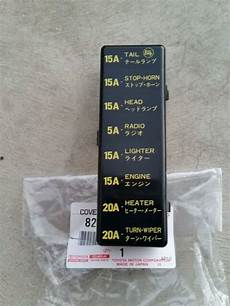 15A- TAIL
テールランプ
15A- STOP-HORN
ストップ・ホーン
15A- HEAD
ヘッドランプ
5A- RADIO
ラジオ
15A- LIGHTER
ライター
15A- ENGINE
エンジン
20A- HEATER
ヒーター・メーター
20A- TURN-WIPER
ターン・ワイパー
COVE
82
1
TOYOTA MOTOR CORPORATION
MADE IN JAPAN